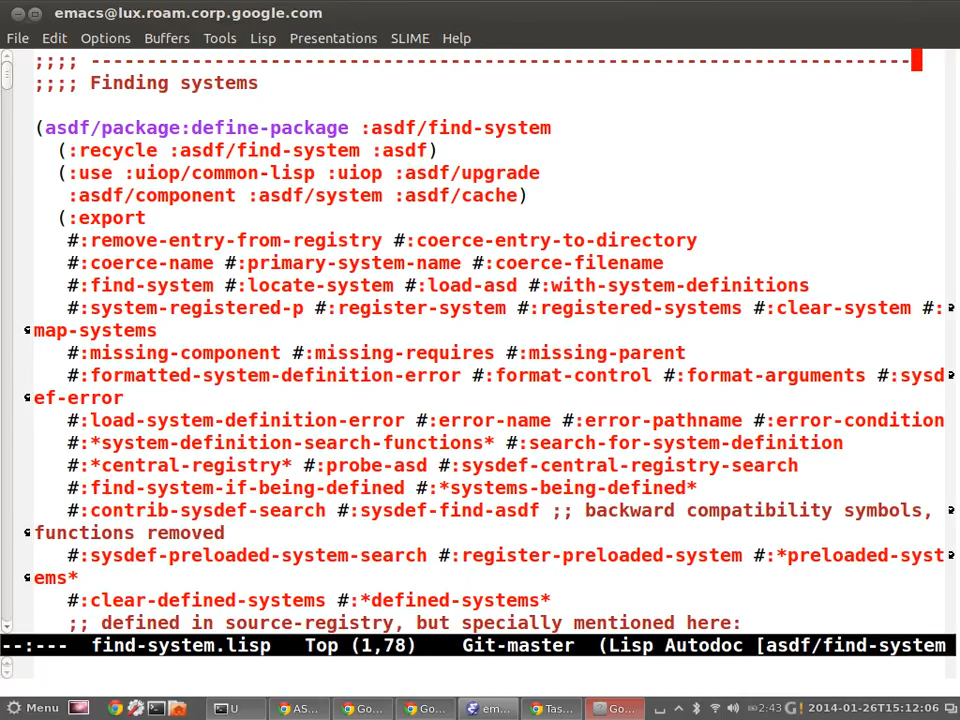 emacs@lux.roam.corp.google.com
File Edit Options Buffers Tools Lisp Presentations SLIME Help
;;;; -------------------------------------------------------------------------
;;;; Finding systems
(asdf/package:define-package :asdf/find-system
(:recycle :asdf/find-system :asdf)
(:use :uiop/common-lisp :uiop :asdf/upgrade
:asdf/component :asdf/system :asdf/cache)
(:export
#:remove-entry-from-registry #:coerce-entry-to-directory
#:coerce-name #:primary-system-name #:coerce-filename
#:find-system #:locate-system #:load-asd #:with-system-definitions
#:system-registered-p #:register-system #:registered-systems #:clear-system #:
map-systems
#:missing-component #:missing-requires #:missing-parent
#:formatted-system-definition-error #:format-control #:format-arguments #:sysd
ef-error
#:load-system-definition-error #:error-name #:error-pathname #:error-condition
#:*system-definition-search-functions* #:search-for-system-definition
#:*central-registry* #:probe-asd #:sysdef-central-registry-search
#:find-system-if-being-defined #:*systems-being-defined*
#:contrib-sysdef-search #:sysdef-find-asdf ;; backward compatibility symbols,
functions removed
#:sysdef-preloaded-system-search #:register-preloaded-system #:*preloaded-syst
ems*
#:clear-defined-systems #:*defined-systems*
;; defined in source-registry, but specially mentioned here:
--:--- find-system.lisp Top (1,78) Git-master (Lisp Autodoc [asdf/find-system
Menu U AS... Go... Go... em... Tas... Go... 2:43 2014-01-26T15:12:06